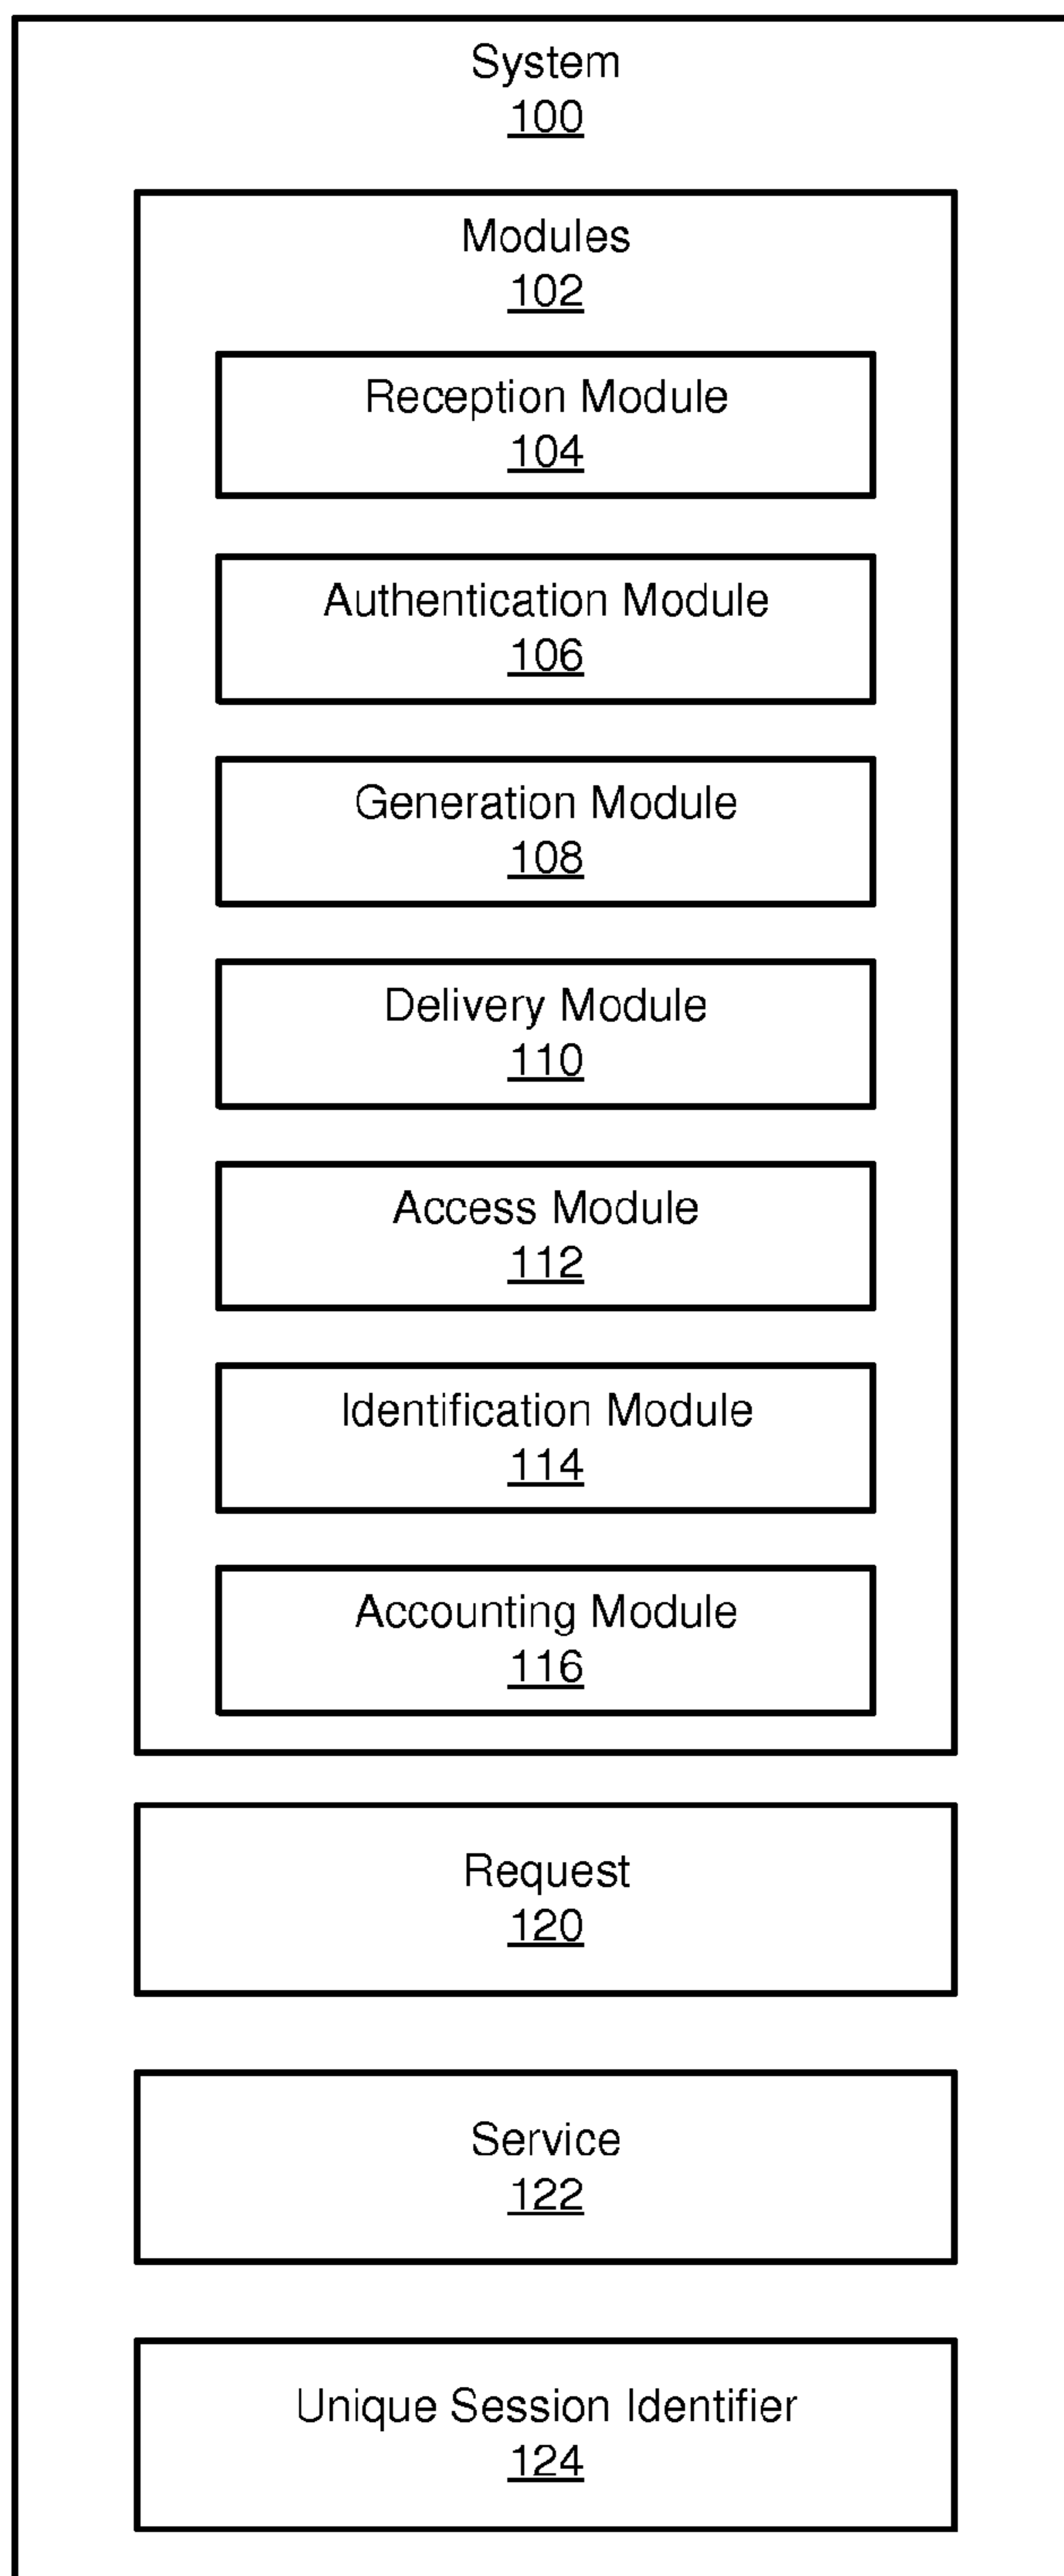 System
100
Modules
102
Reception Module
104
Authentication Module
106
Generation Module
108
Delivery Module
110
Access Module
112
Identification Module
114
Accounting Module
116
Request
120
Service
122
Unique Session Identifier
124